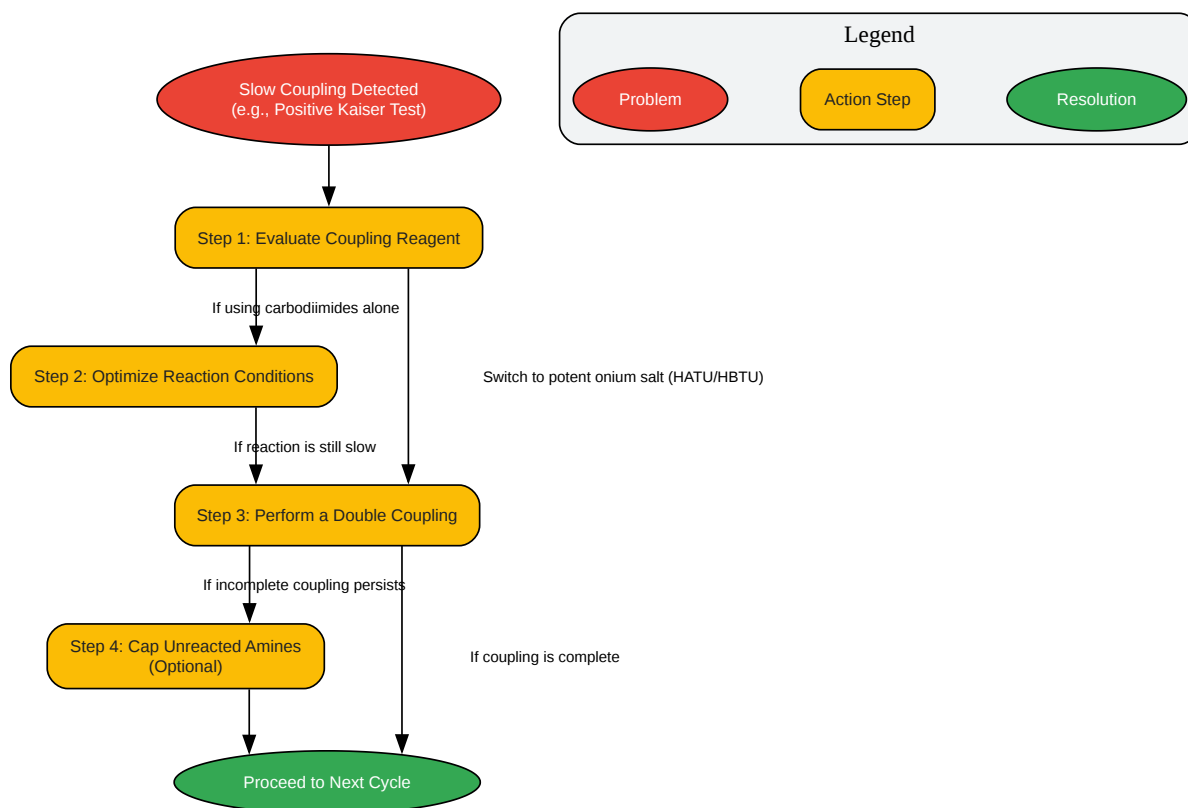 Legend
Problem
Action Step
Resolution
Slow Coupling Detected
(e.g., Positive Kaiser Test)
Step 1: Evaluate Coupling Reagent
If using carbodiimides alone
Step 2: Optimize Reaction Conditions
Switch to potent onium salt (HATU/HBTU)
If reaction is still slow
Step 3: Perform a Double Coupling
If incomplete coupling persists
Step 4: Cap Unreacted Amines
(Optional)
If coupling is complete
Proceed to Next Cycle